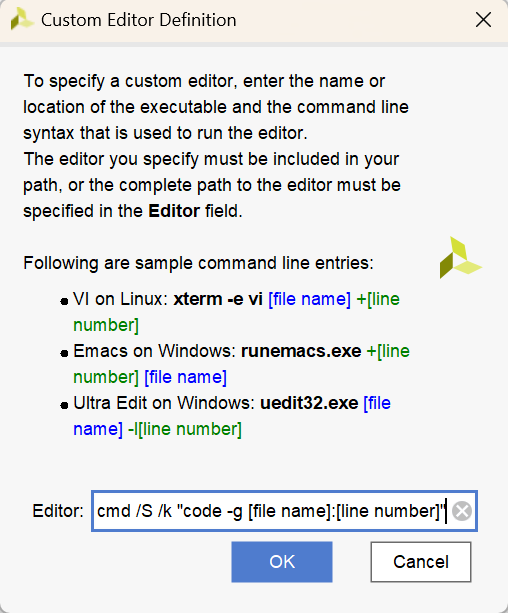 Custom Editor Definition
To specify a custom editor, enter the name or
location of the executable and the command line
syntax that is used to run the editor.
The editor you specify must be included in your
path, or the complete path to the editor must be
specified in the Editor field.
Following are sample command line entries:
VI on Linux: xterm -e vi [file name] +[line
number]
Emacs on Windows: runemacs.exe +[line
number] [file name]
Ultra Edit on Windows: uedit32.exe [file
name] -l[line number]
Editor: cmd /S /k "code -g [file name]:[line number]"
OK Cancel